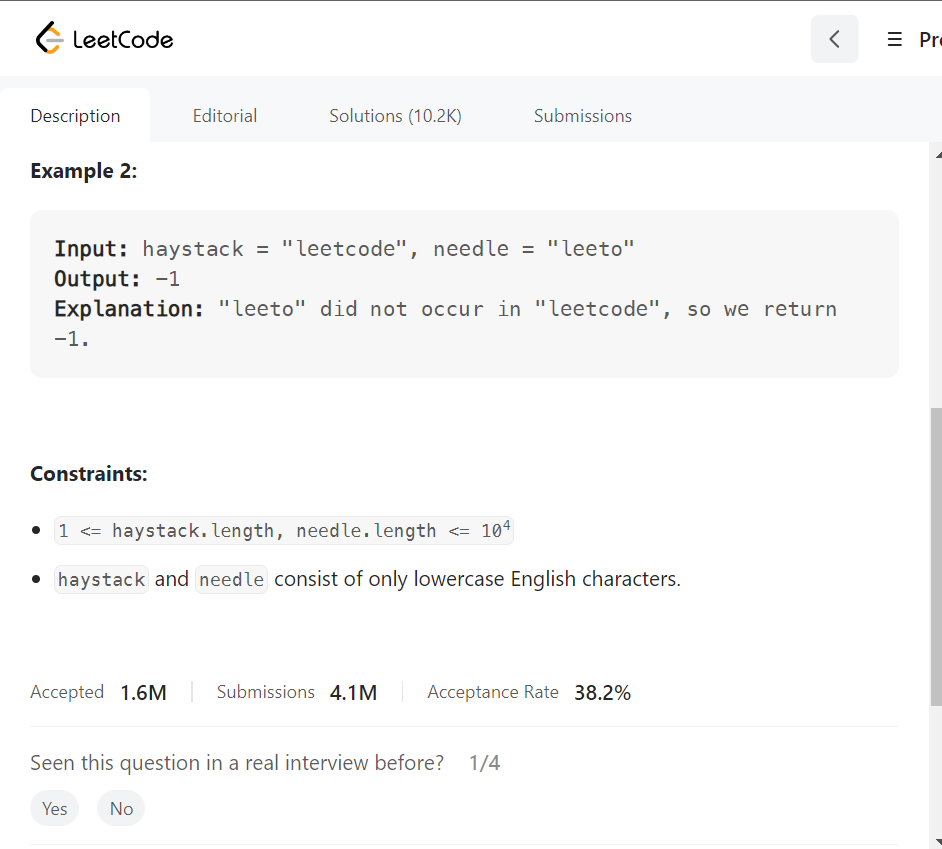 LeetCode
Description Editorial Solutions (10.2K) Submissions
Example 2:
Input: haystack = "leetcode", needle = "leeto"
Output: -1
Explanation: "leeto" did not occur in "leetcode", so we return
-1.
Constraints:
• 1 <= haystack.length, needle.length <= 10⁴
• haystack and needle consist of only lowercase English characters.
Accepted 1.6M Submissions 4.1M Acceptance Rate 38.2%
Seen this question in a real interview before? 1/4
Yes No